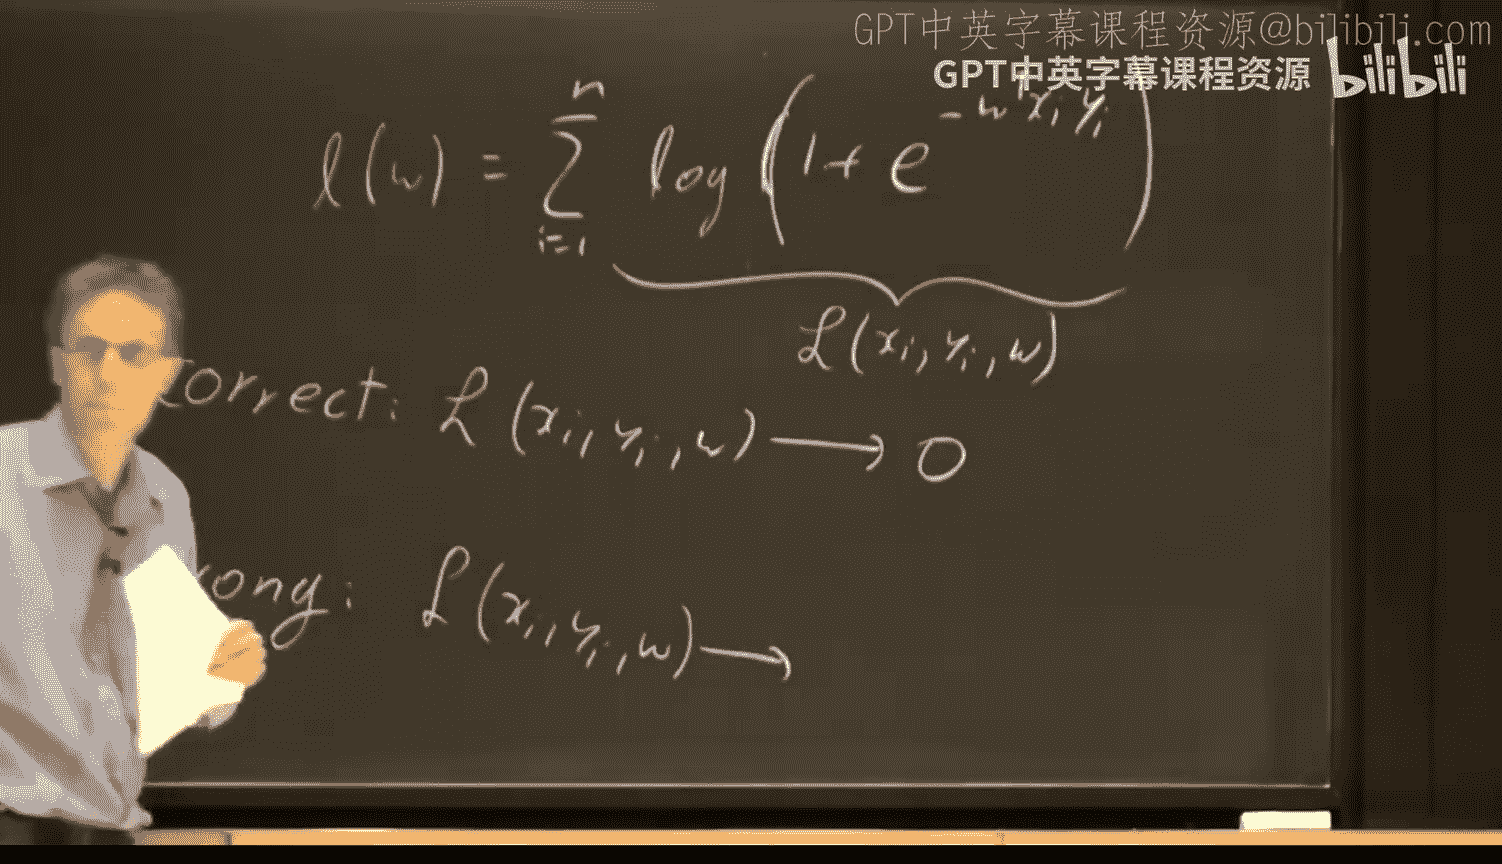 GPT中英字幕课程资源@bilibili.com
GPT中英字幕课程资源 bilibili
l(w) = ∑_{i=1}^{n} log(1 + e^{-w^T x_i y_i})
ℒ(x_i, y_i, w)
Correct: ℒ(x_i, y_i, w) ⟶ 0
ong: ℒ(x_i, y_i, w) ⟶